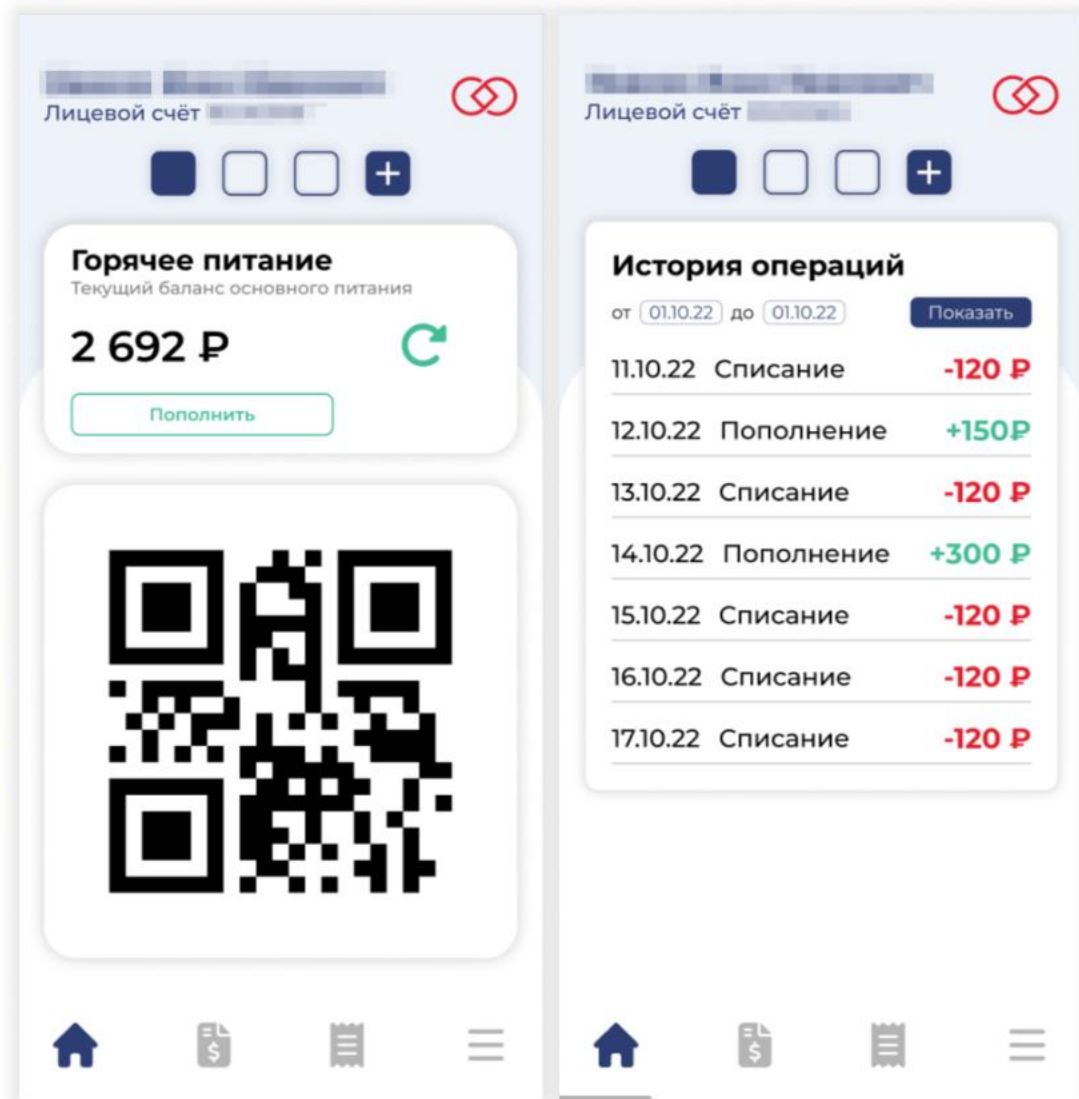 Лицевой счёт
Горячее питание
Текущий баланс основного питания
2 692 ₽
Пополнить
Лицевой счёт
История операций
от 01.10.22 до 01.10.22 Показать
11.10.22 Списание -120 ₽
12.10.22 Пополнение +150₽
13.10.22 Списание -120 ₽
14.10.22 Пополнение +300 ₽
15.10.22 Списание -120 ₽
16.10.22 Списание -120 ₽
17.10.22 Списание -120 ₽